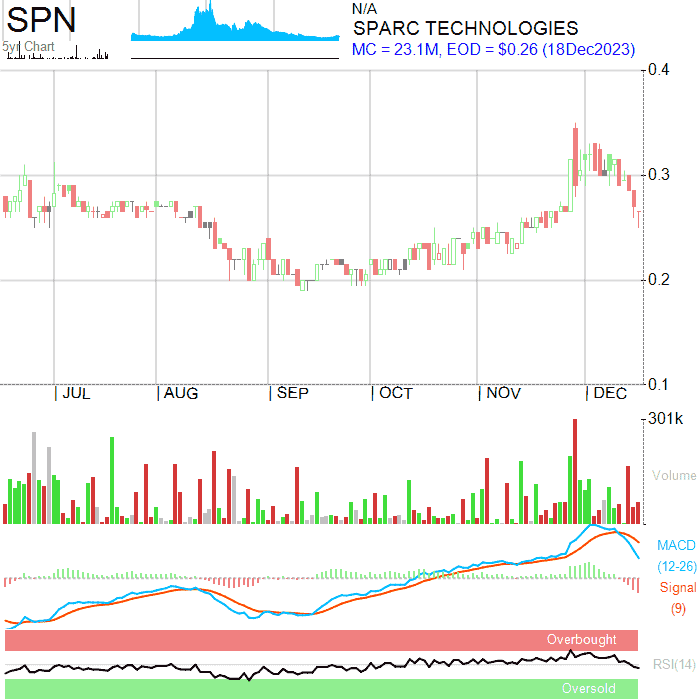 SPN
5yr Chart
N/A
SPARC TECHNOLOGIES
MC = 23.1M, EOD = $0.26 (18Dec2023)
0.4
0.3
0.2
0.1
JUL AUG SEP OCT NOV DEC
301k
Volume
MACD
(12-26)
Signal
(9)
Overbought
RSI(14)
Oversold